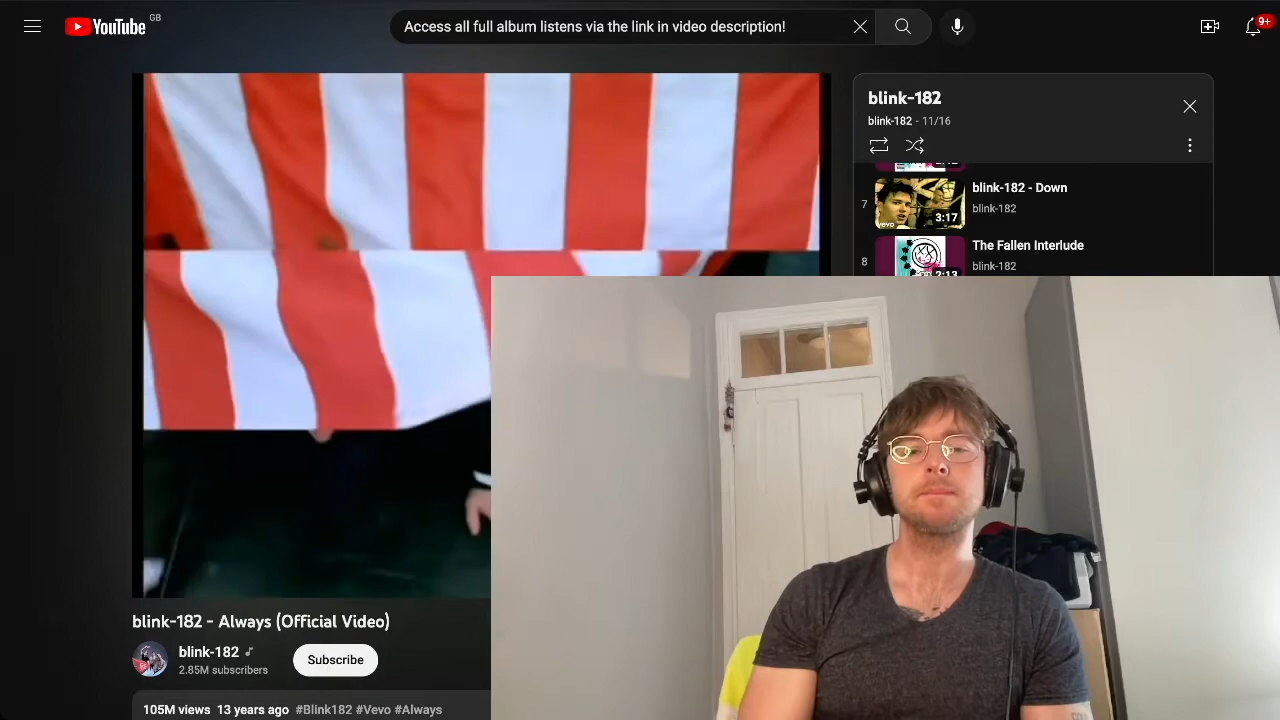 YouTube GB
Access all full album listens via the link in video description!
9+
blink-182
blink-182 - 11/16
7
vevo
3:17
blink-182 - Down
blink-182
8
2:13
The Fallen Interlude
blink-182
blink-182 - Always (Official Video)
blink-182
2.85M subscribers
Subscribe
105M views 13 years ago #Blink182 #Vevo #Always